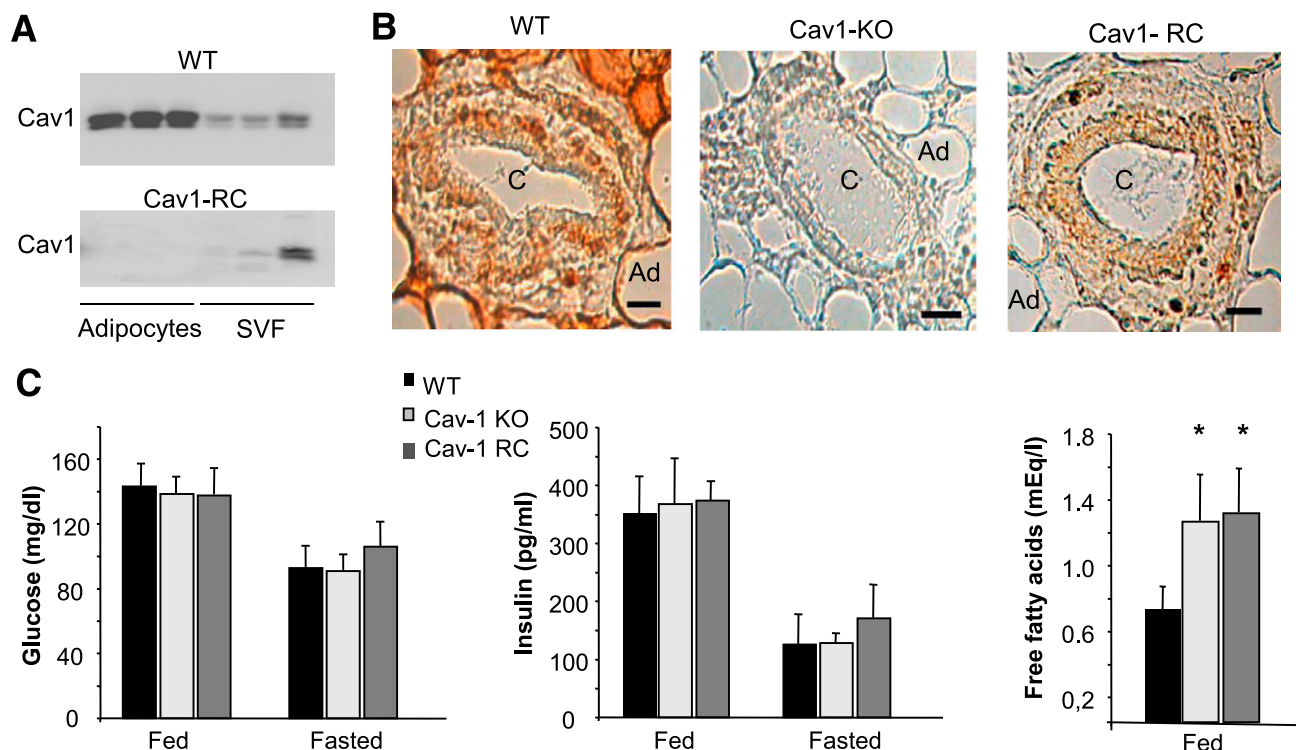 A
WT
Cav1
Cav1-RC
Cav1
Adipocytes SVF
B
WT Cav1-KO Cav1- RC
C
Ad
C
Ad
C
Ad
C
WT
Cav-1 KO
Cav-1 RC
Glucose (mg/dl)
160
120
80
40
0
Fed Fasted
Insulin (pg/ml)
500
400
300
200
100
0
Fed Fasted
Free fatty acids (mEq/l)
1.8
1.4
1.0
0.6
0,2
* *
Fed